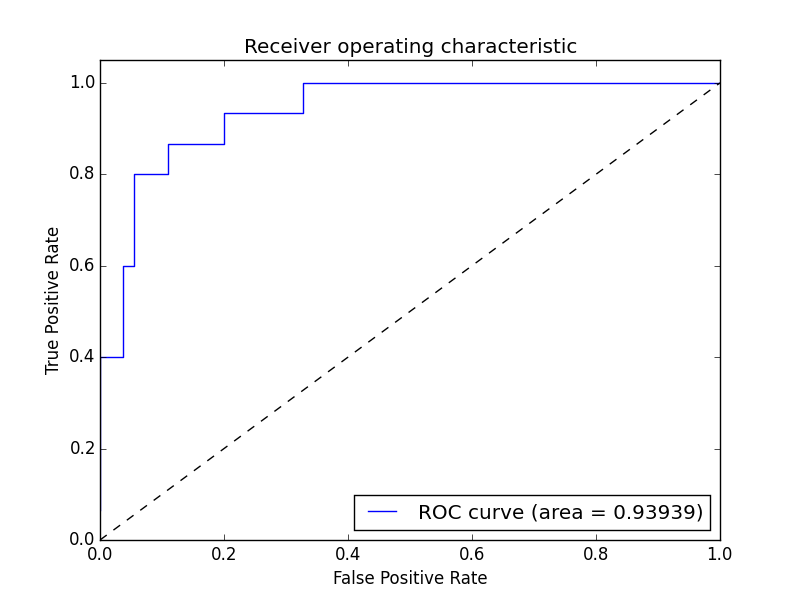 Receiver operating characteristic
1.0
0.8
0.6
0.4
0.2
0.0
True Positive Rate
ROC curve (area = 0.93939)
0.0 0.2 0.4 0.6 0.8 1.0
False Positive Rate